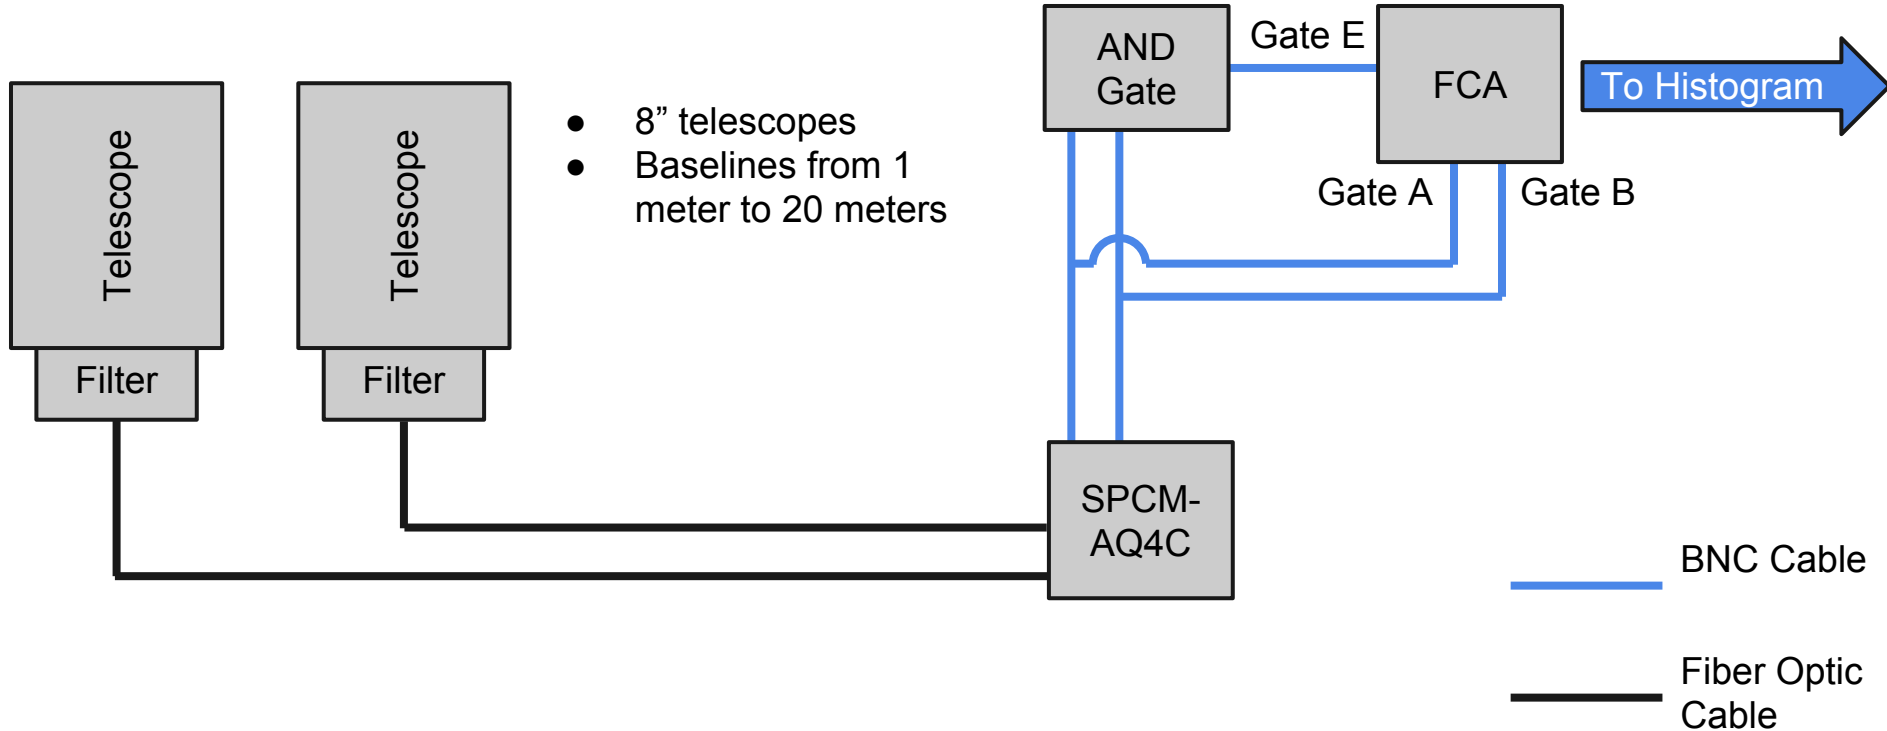 Telescope
Filter
Telescope
Filter
● 8” telescopes
● Baselines from 1
meter to 20 meters
AND
Gate
Gate E
FCA
To Histogram
Gate A
Gate B
SPCM-
AQ4C
BNC Cable
Fiber Optic
Cable